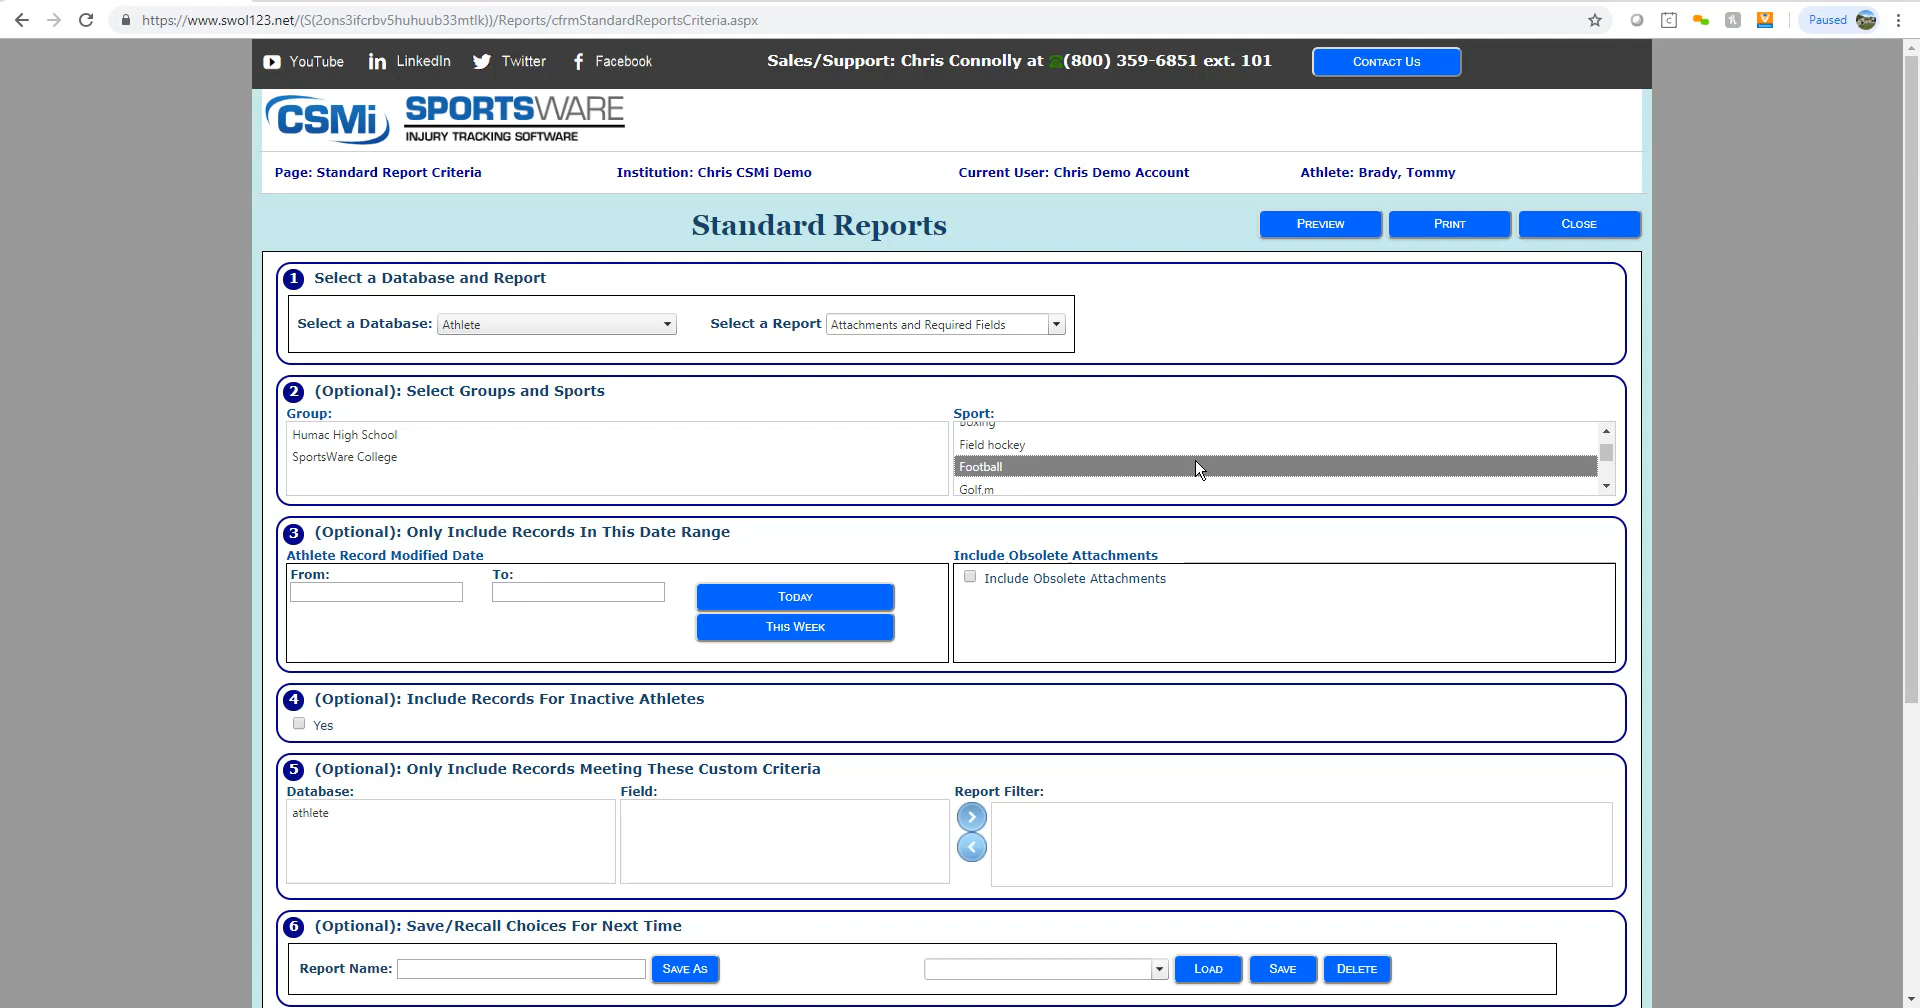 https://www.swol123.net/(S(2ons3ifcrbv5huhuub33mtlk))/Reports/cfrmStandardReportsCriteria.aspx
Paused
YouTube LinkedIn Twitter Facebook Sales/Support: Chris Connolly at (800) 359-6851 ext. 101 CONTACT US
CSMi SPORTSWARE
INJURY TRACKING SOFTWARE
Page: Standard Report Criteria Institution: Chris CSMi Demo Current User: Chris Demo Account Athlete: Brady, Tommy
Standard Reports PREVIEW PRINT CLOSE
1 Select a Database and Report
Select a Database: Athlete Select a Report Attachments and Required Fields
2 (Optional): Select Groups and Sports
Group: Sport:
Boxing
Humac High School Field hockey
SportsWare College Football
Golf,m
3 (Optional): Only Include Records In This Date Range
Athlete Record Modified Date Include Obsolete Attachments
From: To: Include Obsolete Attachments
TODAY
THIS WEEK
4 (Optional): Include Records For Inactive Athletes
Yes
5 (Optional): Only Include Records Meeting These Custom Criteria
Database: Field: Report Filter:
athlete
6 (Optional): Save/Recall Choices For Next Time
Report Name: SAVE AS LOAD SAVE DELETE